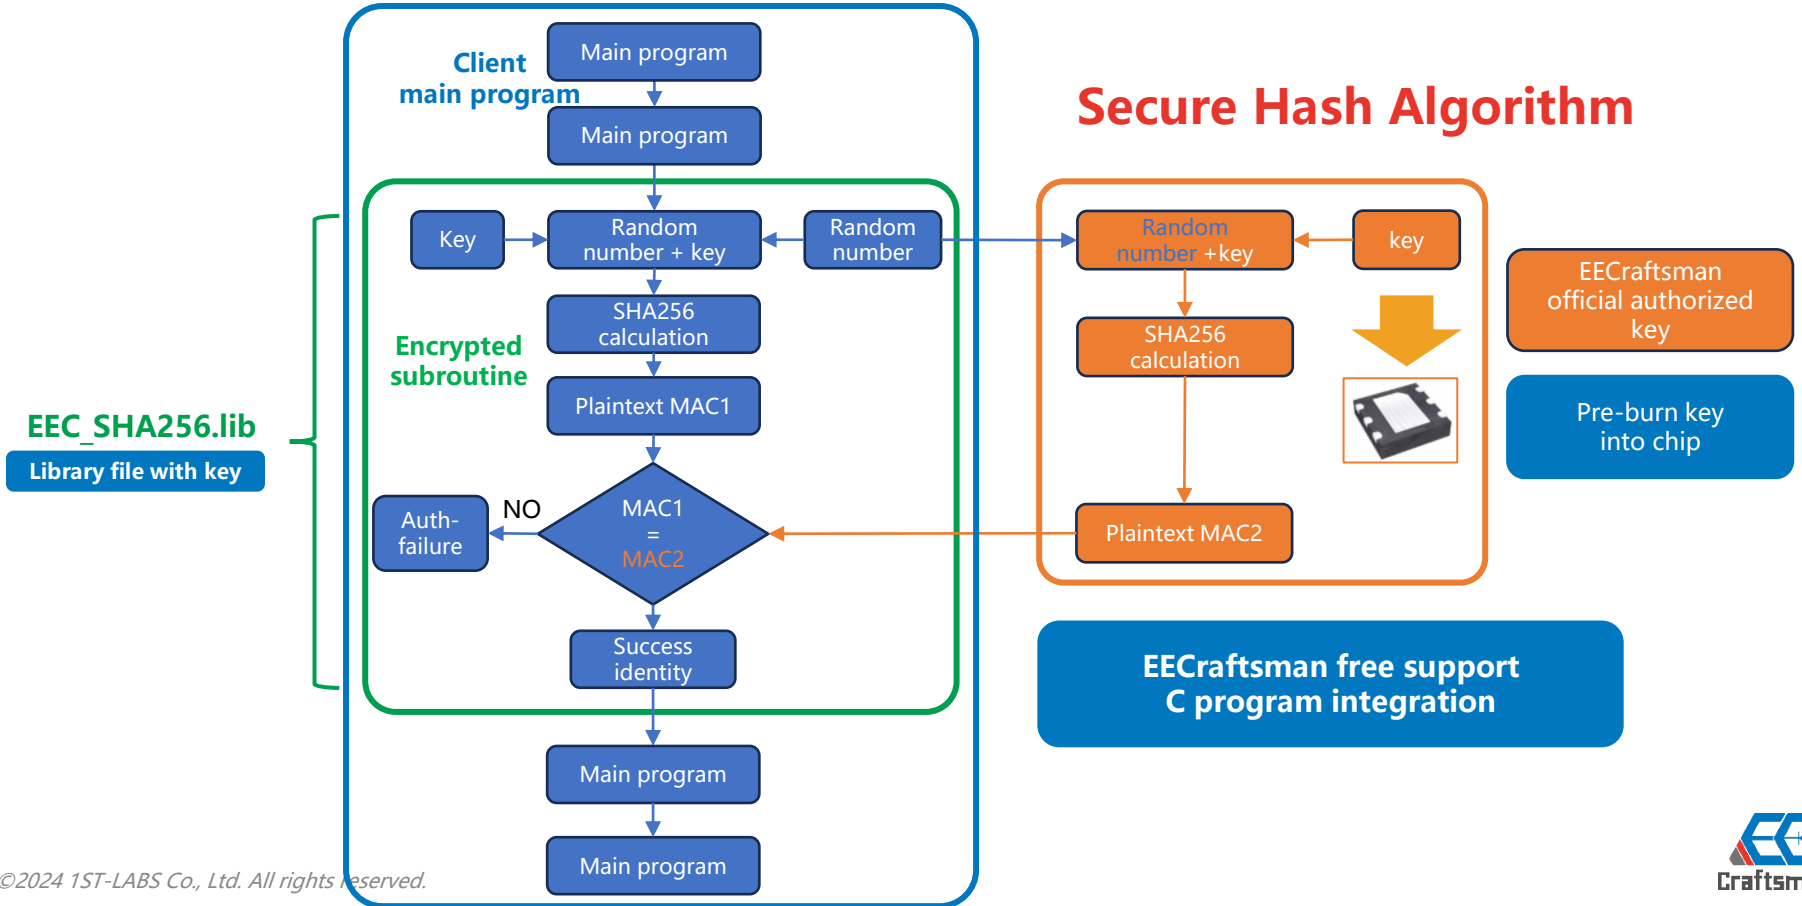 Client
main program
Main program
Main program
Secure Hash Algorithm
Key
Random
number + key
Random
number
Random
number +key
key
EECraftsman
official authorized
key
SHA256
calculation
SHA256
calculation
Encrypted
subroutine
Plaintext MAC1
Pre-burn key
into chip
EEC_SHA256.lib
Library file with key
Auth-
failure
NO
MAC1
=
MAC2
Plaintext MAC2
Success
identity
EECraftsman free support
C program integration
Main program
Main program
©2024 1ST-LABS Co., Ltd. All rights reserved.